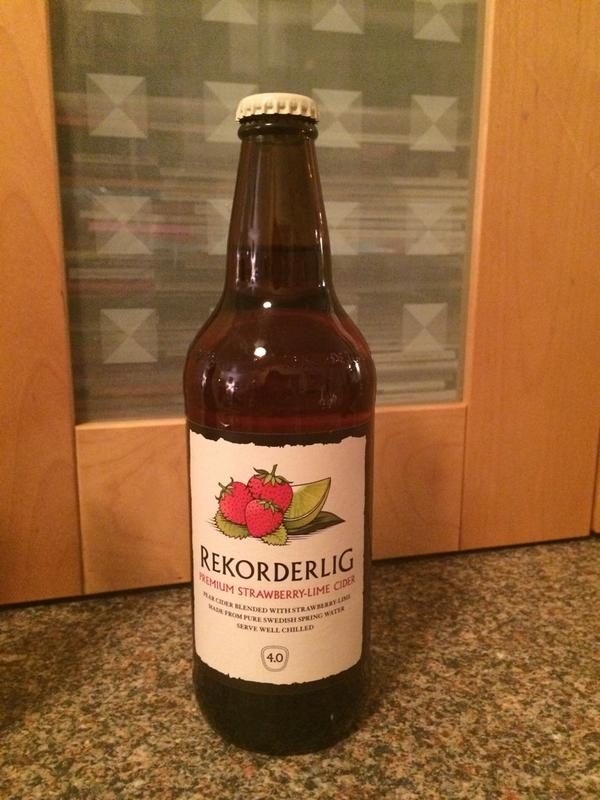 REKORDERLIG
PREMIUM STRAWBERRY-LIME CIDER
PEAR CIDER BLENDED WITH STRAWBERRY-LIME
MADE FROM PURE SWEDISH SPRING WATER
SERVE WELL CHILLED
4.0